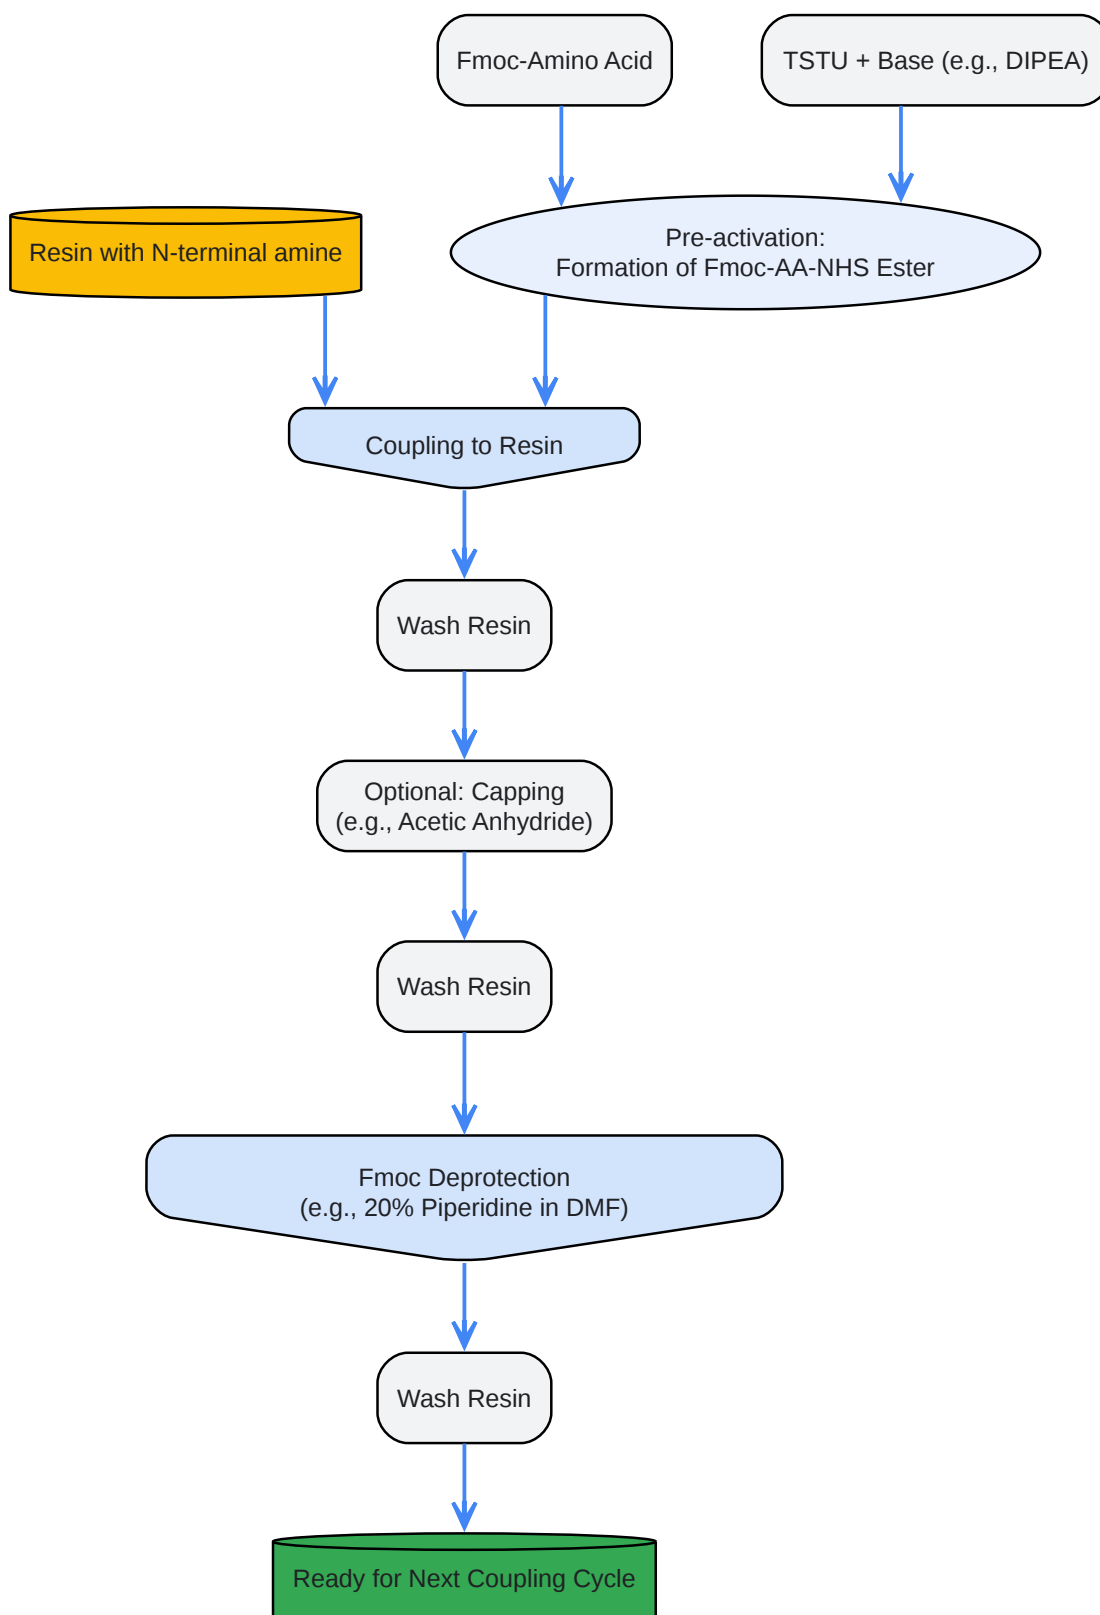 Fmoc-Amino Acid
TSTU + Base (e.g., DIPEA)
Resin with N-terminal amine
Pre-activation:
Formation of Fmoc-AA-NHS Ester
Coupling to Resin
Wash Resin
Optional: Capping
(e.g., Acetic Anhydride)
Wash Resin
Fmoc Deprotection
(e.g., 20% Piperidine in DMF)
Wash Resin
Ready for Next Coupling Cycle